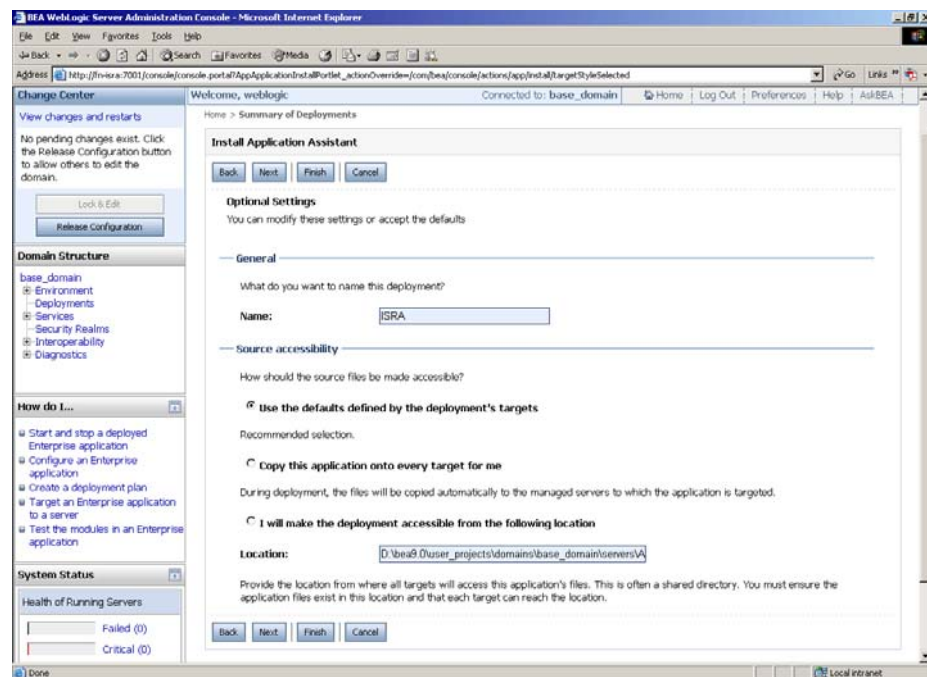 BEA WebLogic Server Administration Console - Microsoft Internet Explorer
File Edit View Favorites Tools Help
Back Search Favorites Media
Address http://fn-isra:7001/console/console.portal?AppApplicationInstallPortlet_actionOverride=/com/bea/console/actions/app/install/targetStyleSelected Go Links
Change Center
View changes and restarts
No pending changes exist. Click
the Release Configuration button
to allow others to edit the
domain.
Lock & Edit
Release Configuration
Domain Structure
base_domain
Environment
Deployments
Services
Security Realms
Interoperability
Diagnostics
How do I...
Start and stop a deployed
Enterprise application
Configure an Enterprise
application
Create a deployment plan
Target an Enterprise application
to a server
Test the modules in an Enterprise
application
System Status
Health of Running Servers
Failed (0)
Critical (0)
Welcome, weblogic Connected to: base_domain Home Log Out Preferences Help AskBEA
Home > Summary of Deployments
Install Application Assistant
Back Next Finish Cancel
Optional Settings
You can modify these settings or accept the defaults
General
What do you want to name this deployment?
Name: ISRA
Source accessibility
How should the source files be made accessible?
Use the defaults defined by the deployment's targets
Recommended selection.
Copy this application onto every target for me
During deployment, the files will be copied automatically to the managed servers to which the application is targeted.
I will make the deployment accessible from the following location
Location: D:\bea9.0\user_projects\domains\base_domain\servers\A
Provide the location from where all targets will access this application's files. This is often a shared directory. You must ensure the
application files exist in this location and that each target can reach the location.
Back Next Finish Cancel
Done Local intranet